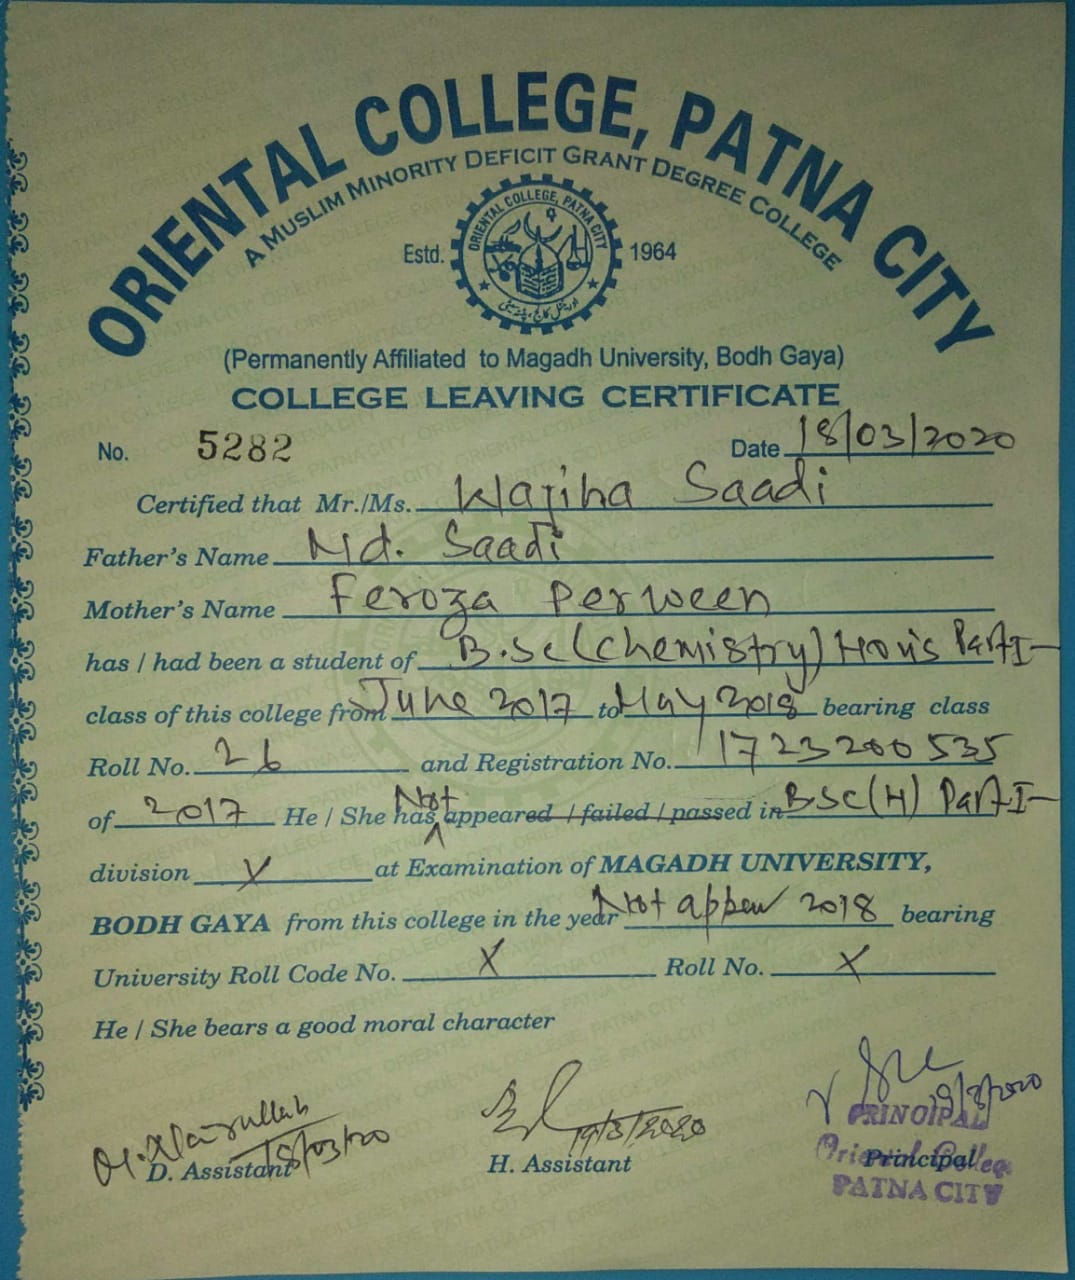 ORIENTAL COLLEGE, PATNA CITY
A MUSLIM MINORITY DEFICIT GRANT DEGREE COLLEGE
Estd. 1964
ORIENTAL COLLEGE, PATNA CITY
اورینٹل کالج، پٹنہ سیٹی
(Permanently Affiliated to Magadh University, Bodh Gaya)
COLLEGE LEAVING CERTIFICATE
No. 5282 Date 18/03/2020
Certified that Mr./Ms. Wajiha Saadi
Father's Name Md. Saadi
Mother's Name Feroza Perween
has / had been a student of B.Sc (Chemistry) Hon's Part I-
class of this college from June 2017 to May 2018 bearing class
Roll No. 26 and Registration No. 1723200535
of 2017 He / She has Not appeared / failed / passed in BSc (H) Part I-
division X at Examination of MAGADH UNIVERSITY,
BODH GAYA from this college in the year Not appear 2018 bearing
University Roll Code No. X Roll No. X
He / She bears a good moral character
18/03/20
D. Assistant
19/3/2020
H. Assistant
19/3/2020
PRINCIPAL
Principal
Oriental College
PATNA CITY